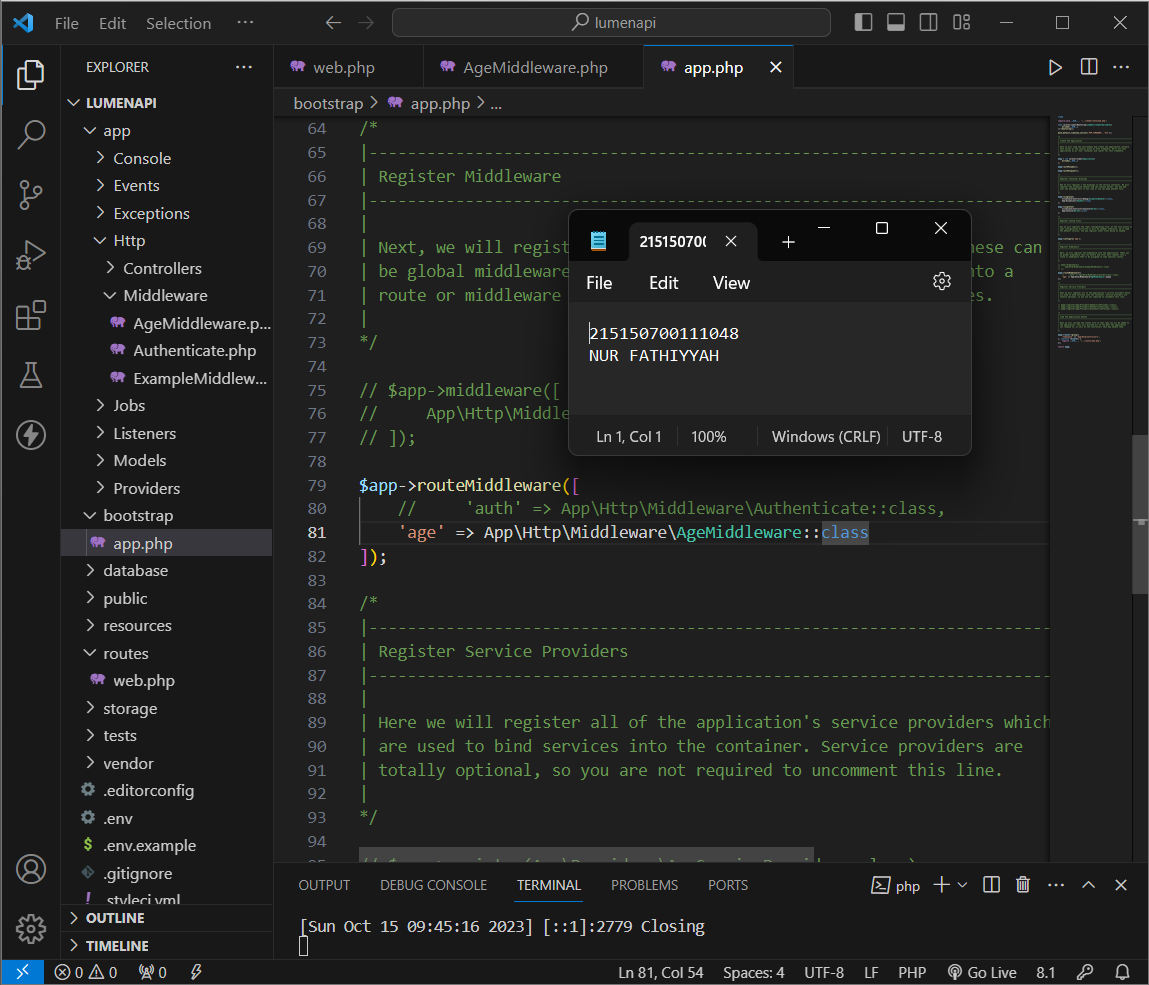 File Edit Selection ...
lumenapi
EXPLORER ...
LUMENAPI
app
Console
Events
Exceptions
Http
Controllers
Middleware
AgeMiddleware.p...
Authenticate.php
ExampleMiddlew...
Jobs
Listeners
Models
Providers
bootstrap
app.php
database
public
resources
routes
web.php
storage
tests
vendor
.editorconfig
.env
$ .env.example
.gitignore
! .styleci.yml
OUTLINE
TIMELINE
web.php AgeMiddleware.php app.php
bootstrap > app.php > ...
64 /*
65 |-----------------------------------------------------------------------
66 | Register Middleware
67 |-----------------------------------------------------------------------
68 |
69 | Next, we will regist hese can
70 | be global middleware nto a
71 | route or middleware es.
72 |
73 */
74
75 // $app->middleware([
76 //     App\Http\Middle
77 // ]);
78
79 $app->routeMiddleware([
80     //     'auth' => App\Http\Middleware\Authenticate::class,
81     'age' => App\Http\Middleware\AgeMiddleware::class
82 ]);
83
84 /*
85 |-----------------------------------------------------------------------
86 | Register Service Providers
87 |-----------------------------------------------------------------------
88 |
89 | Here we will register all of the application's service providers which
90 | are used to bind services into the container. Service providers are
91 | totally optional, so you are not required to uncomment this line.
92 |
93 */
94
21515070(
File Edit View
215150700111048
NUR FATHIYYAH
Ln 1, Col 1 100% Windows (CRLF) UTF-8
OUTPUT DEBUG CONSOLE TERMINAL PROBLEMS PORTS php
[Sun Oct 15 09:45:16 2023] [::1]:2779 Closing
0 0 0 Ln 81, Col 54 Spaces: 4 UTF-8 LF PHP Go Live 8.1